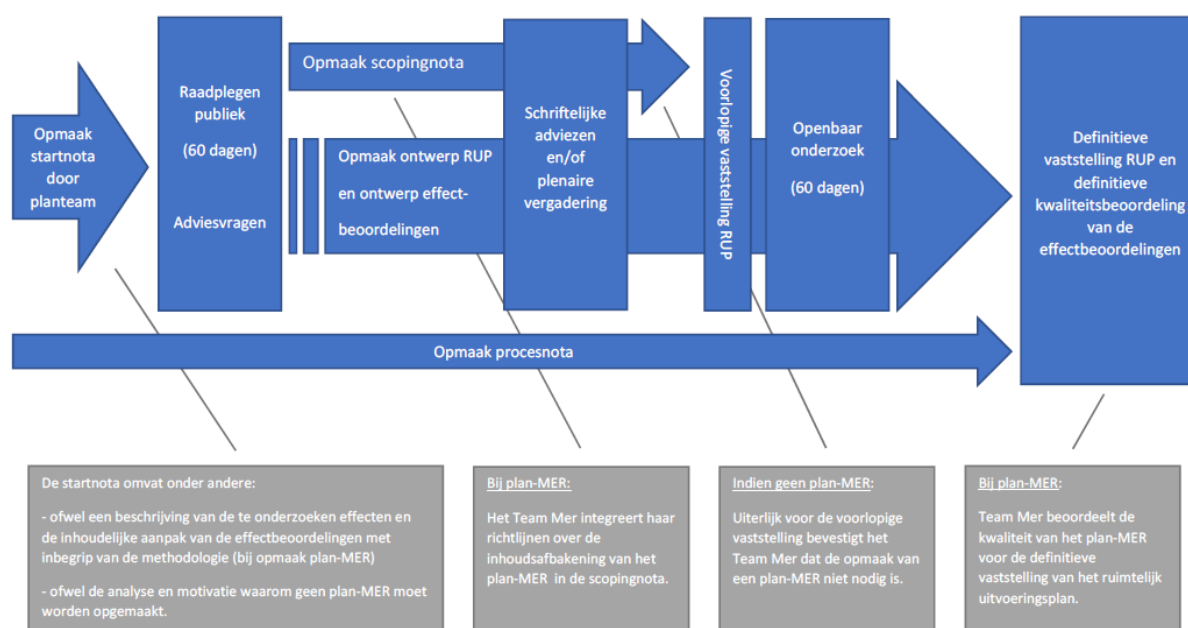 Opmaak
startnota
door
planteam
Raadplegen
publiek
(60 dagen)
Adviesvragen
Opmaak scopingnota
Opmaak ontwerp RUP
en ontwerp effect-
beoordelingen
Schriftelijke
adviezen
en/of
plenaire
vergadering
Voorlopige vaststelling RUP
Openbaar
onderzoek
(60 dagen)
Definitieve
vaststelling RUP en
definitieve
kwaliteitsbeoordeling
van de
effectbeoordelingen
Opmaak procesnota
De startnota omvat onder andere:
- ofwel een beschrijving van de te onderzoeken effecten en
de inhoudelijke aanpak van de effectbeoordelingen met
inbegrip van de methodologie (bij opmaak plan-MER)
- ofwel de analyse en motivatie waarom geen plan-MER moet
worden opgemaakt.
Bij plan-MER:
Het Team Mer integreert haar
richtlijnen over de
inhoudsafbakening van het
plan-MER in de scopingnota.
Indien geen plan-MER:
Uiterlijk voor de voorlopige
vaststelling bevestigt het
Team Mer dat de opmaak van
een plan-MER niet nodig is.
Bij plan-MER:
Team Mer beoordeelt de
kwaliteit van het plan-MER
voor de definitieve
vaststelling van het ruimtelijk
uitvoeringsplan.